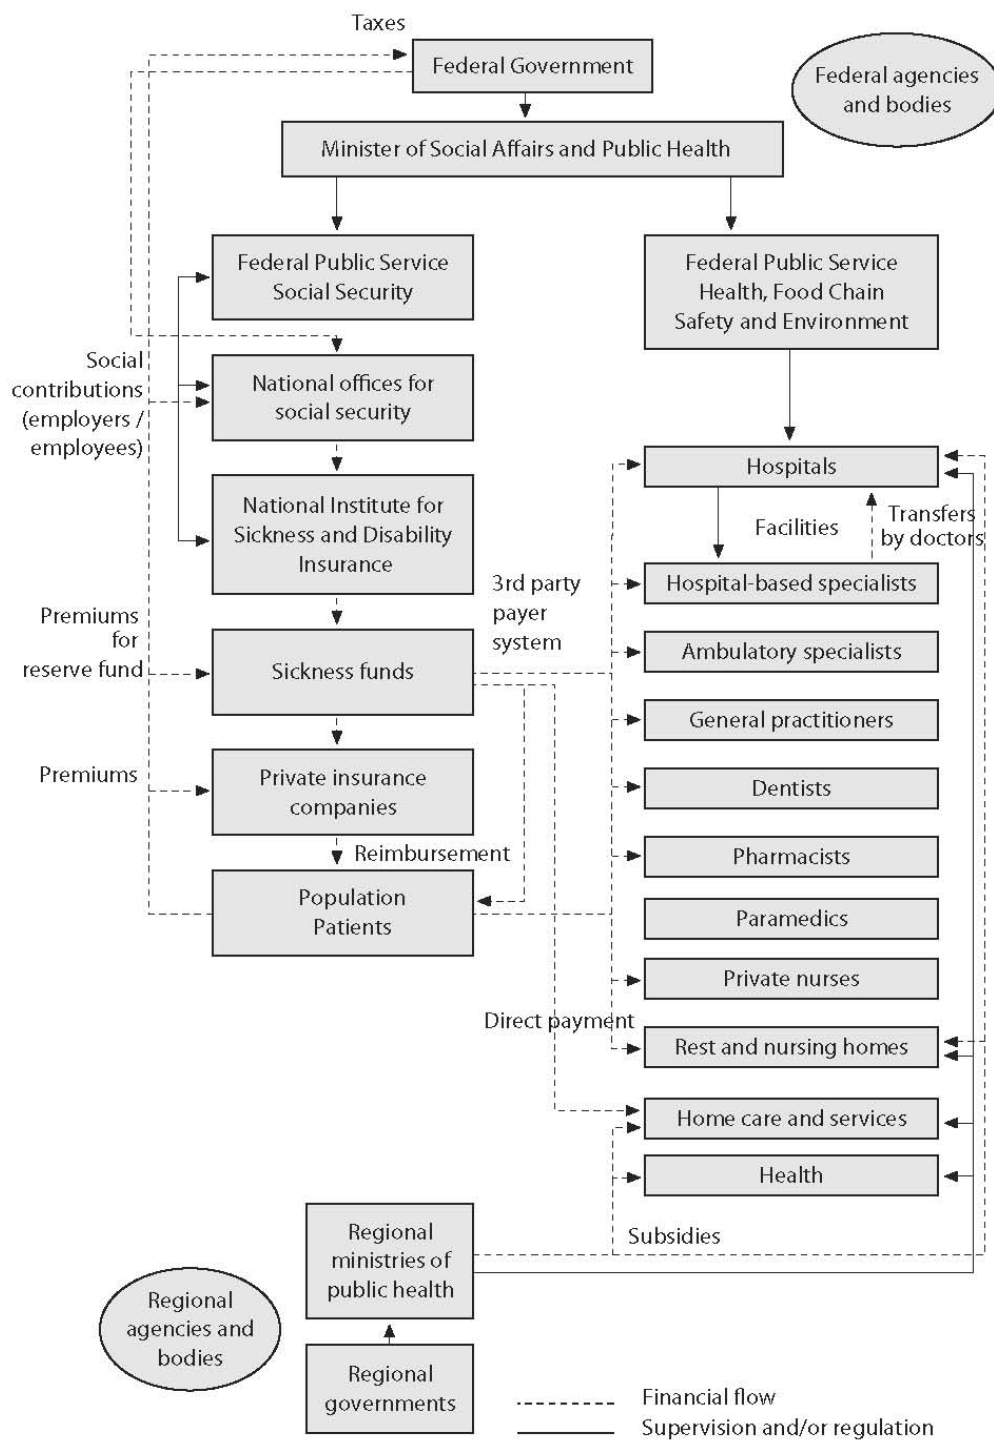 Taxes
Federal Government
Federal agencies
and bodies
Minister of Social Affairs and Public Health
Federal Public Service
Social Security
Federal Public Service
Health, Food Chain
Safety and Environment
Social
contributions
(employers /
employees)
National offices for
social security
Hospitals
National Institute for
Sickness and Disability
Insurance
Facilities
Transfers
by doctors
3rd party
payer
system
Hospital-based specialists
Premiums
for
reserve fund
Sickness funds
Ambulatory specialists
General practitioners
Premiums
Private insurance
companies
Dentists
Reimbursement
Pharmacists
Population
Patients
Paramedics
Private nurses
Direct payment
Rest and nursing homes
Home care and services
Health
Regional
ministries of
public health
Subsidies
Regional
agencies and
bodies
Regional
governments
Financial flow
Supervision and/or regulation